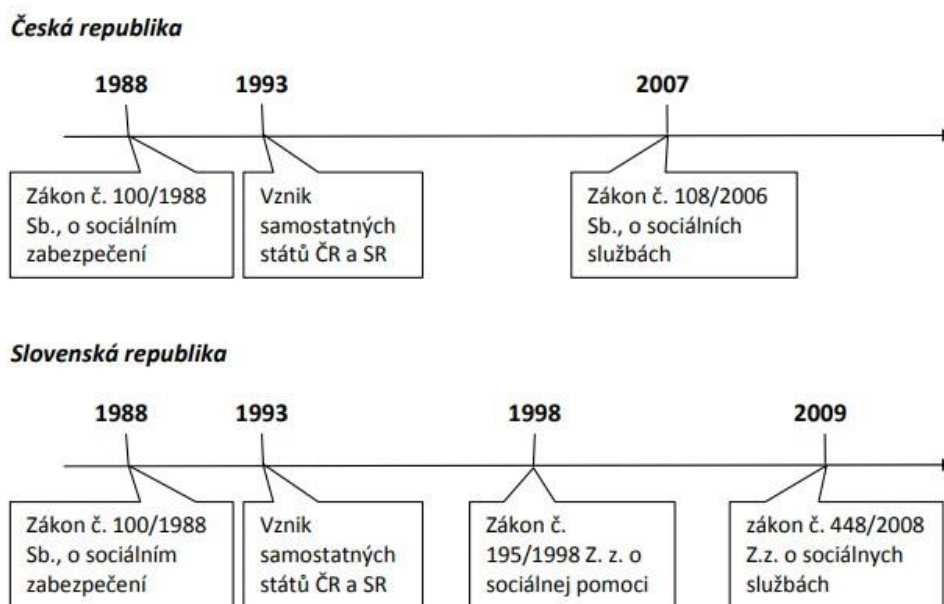 Česká republika
1988 1993 2007
Zákon č. 100/1988
Sb., o sociálním
zabezpečení
Vznik
samostatných
států ČR a SR
Zákon č. 108/2006
Sb., o sociálních
službách
Slovenská republika
1988 1993 1998 2009
Zákon č. 100/1988
Sb., o sociálním
zabezpečení
Vznik
samostatných
států ČR a SR
Zákon č.
195/1998 Z. z. o
sociálnej pomoci
zákon č. 448/2008
Z.z. o sociálnych
službách